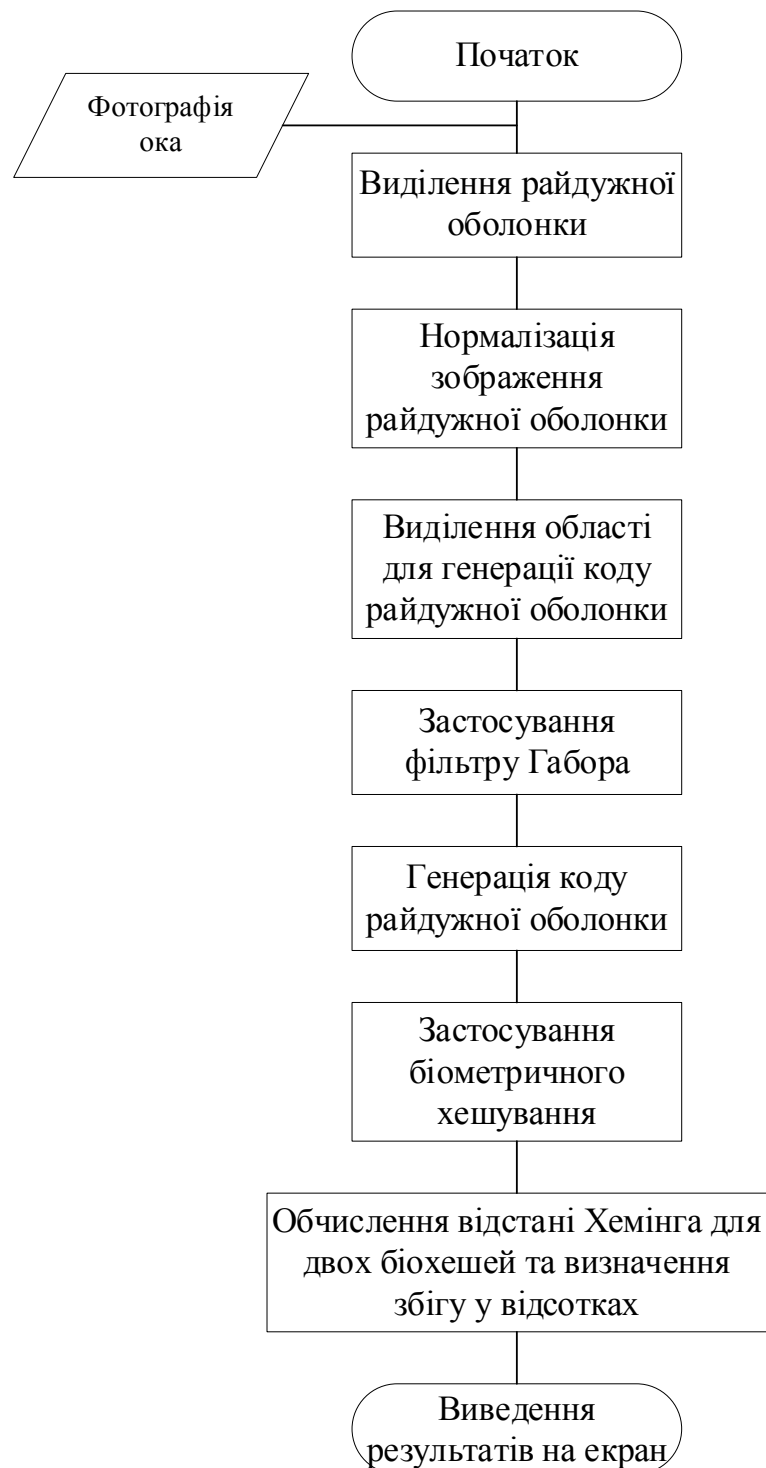 Початок
Фотографія
ока
Виділення райдужної
оболонки
Нормалізація
зображення
райдужної оболонки
Виділення області
для генерації коду
райдужної оболонки
Застосування
фільтру Габора
Генерація коду
райдужної оболонки
Застосування
біометричного
хешування
Обчислення відстані Хемінга для
двох біохешей та визначення
збігу у відсотках
Виведення
результатів на екран